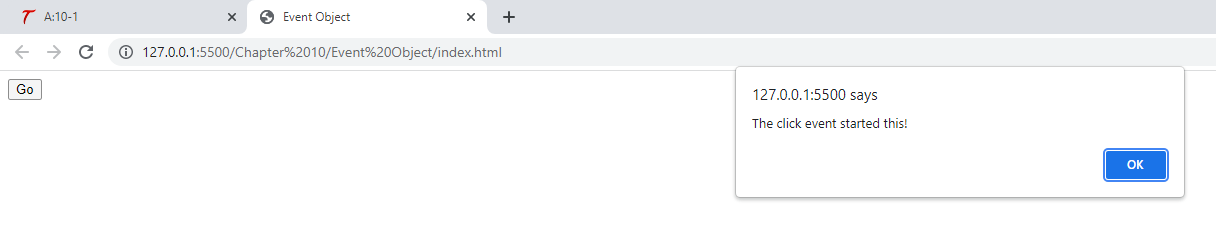 A:10-1
Event Object
127.0.0.1:5500/Chapter%2010/Event%20Object/index.html
Go
127.0.0.1:5500 says
The click event started this!
OK